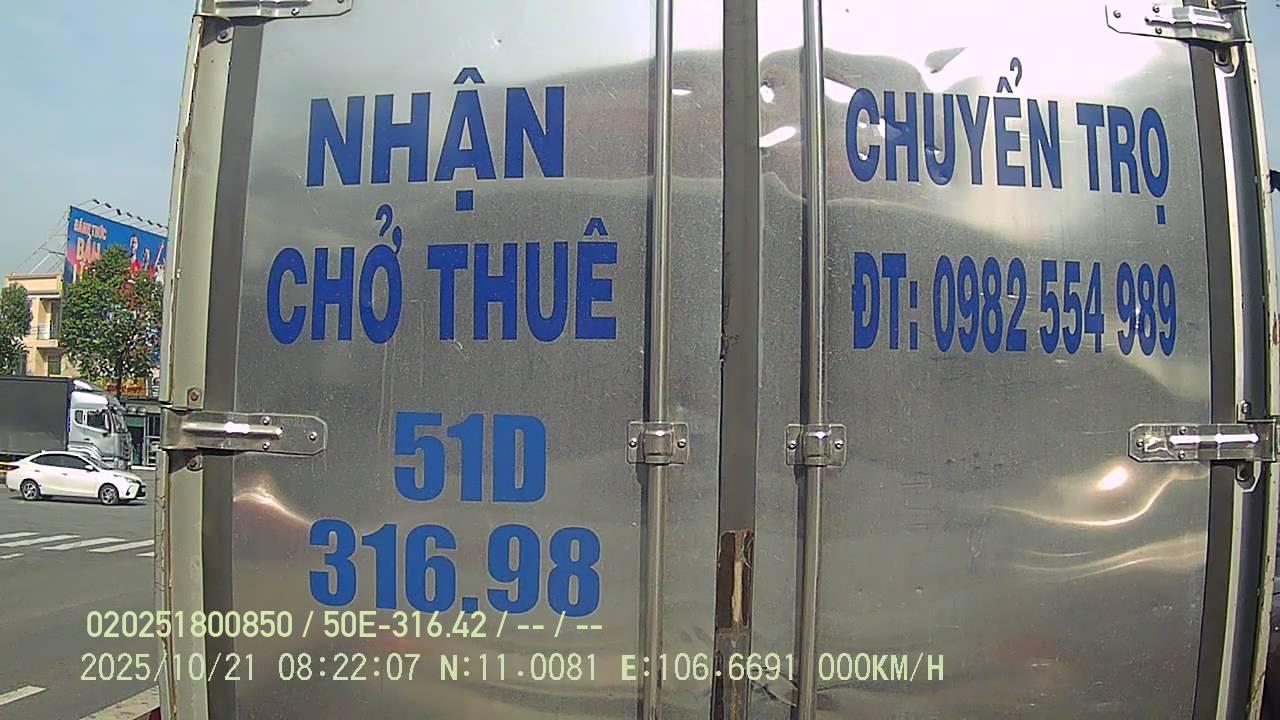 NHẬN
CHỞ THUÊ
51D
316.98
CHUYỂN TRỌ
ĐT: 0982 554 989
020251800850 / 50E-316.42 / -- / --
2025/10/21 08:22:07 N:11.0081 E:106.6691 000KM/H